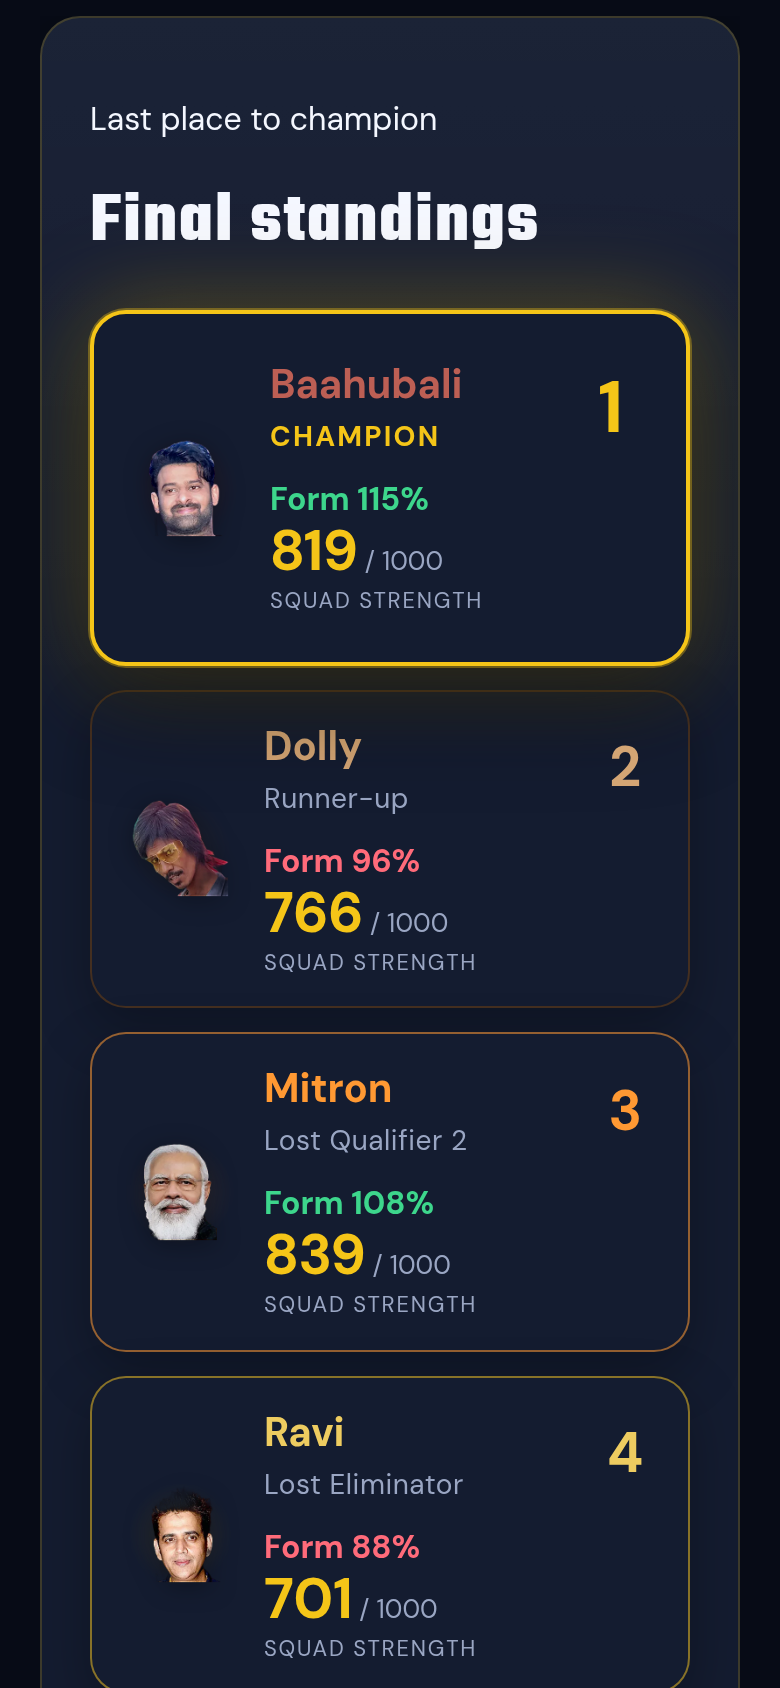 Last place to champion
Final standings
Baahubali
1
CHAMPION
Form 115%
819 / 1000
SQUAD STRENGTH
Dolly
2
Runner-up
Form 96%
766 / 1000
SQUAD STRENGTH
Mitron
3
Lost Qualifier 2
Form 108%
839 / 1000
SQUAD STRENGTH
Ravi
4
Lost Eliminator
Form 88%
701 / 1000
SQUAD STRENGTH